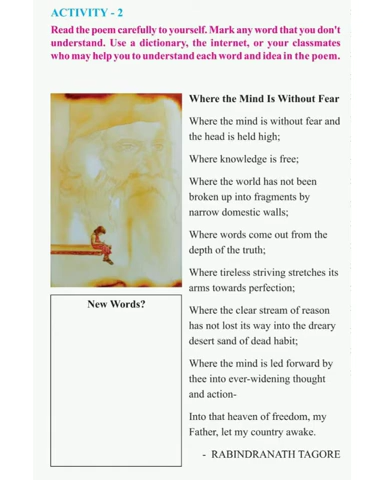 ACTIVITY - 2
Read the poem carefully to yourself. Mark any word that you don't
understand. Use a dictionary, the internet, or your classmates
who may help you to understand each word and idea in the poem.
Where the Mind Is Without Fear
Where the mind is without fear and
the head is held high;
Where knowledge is free;
Where the world has not been
broken up into fragments by
narrow domestic walls;
Where words come out from the
depth of the truth;
Where tireless striving stretches its
arms towards perfection;
Where the clear stream of reason
has not lost its way into the dreary
desert sand of dead habit;
Where the mind is led forward by
thee into ever-widening thought
and action-
Into that heaven of freedom, my
Father, let my country awake.
- RABINDRANATH TAGORE
New Words?